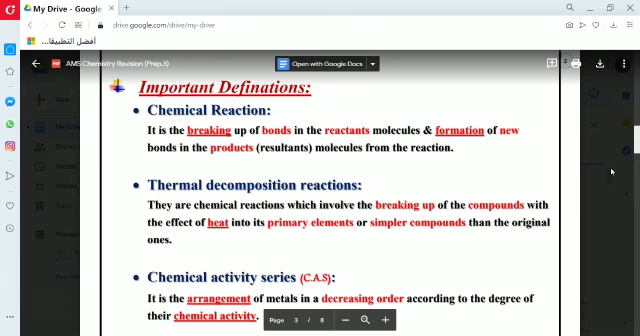 My Drive - Google
drive.google.com/drive/my-drive
أفضل التطبيقا...
AMS Chemistry Revision (Prep.3)
Open with Google Docs
2
Important Definations:
Chemical Reaction:
It is the breaking up of bonds in the reactants molecules & formation of new
bonds in the products (resultants) molecules from the reaction.
Thermal decomposition reactions:
They are chemical reactions which involve the breaking up of the compounds with
the effect of heat into its primary elements or simpler compounds than the original
ones.
Chemical activity series (C.A.S):
It is the arrangement of metals in a decreasing order according to the degree of
their chemical activity.
Page 3 / 8